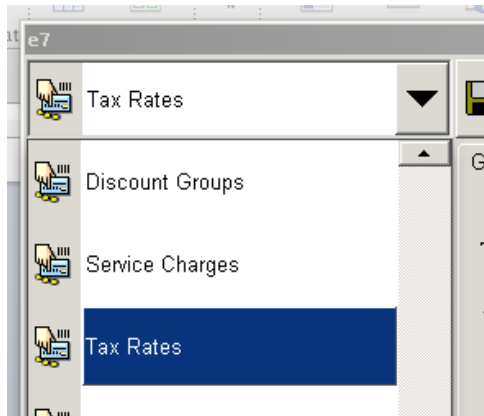 e7
Tax Rates
Discount Groups
Service Charges
Tax Rates